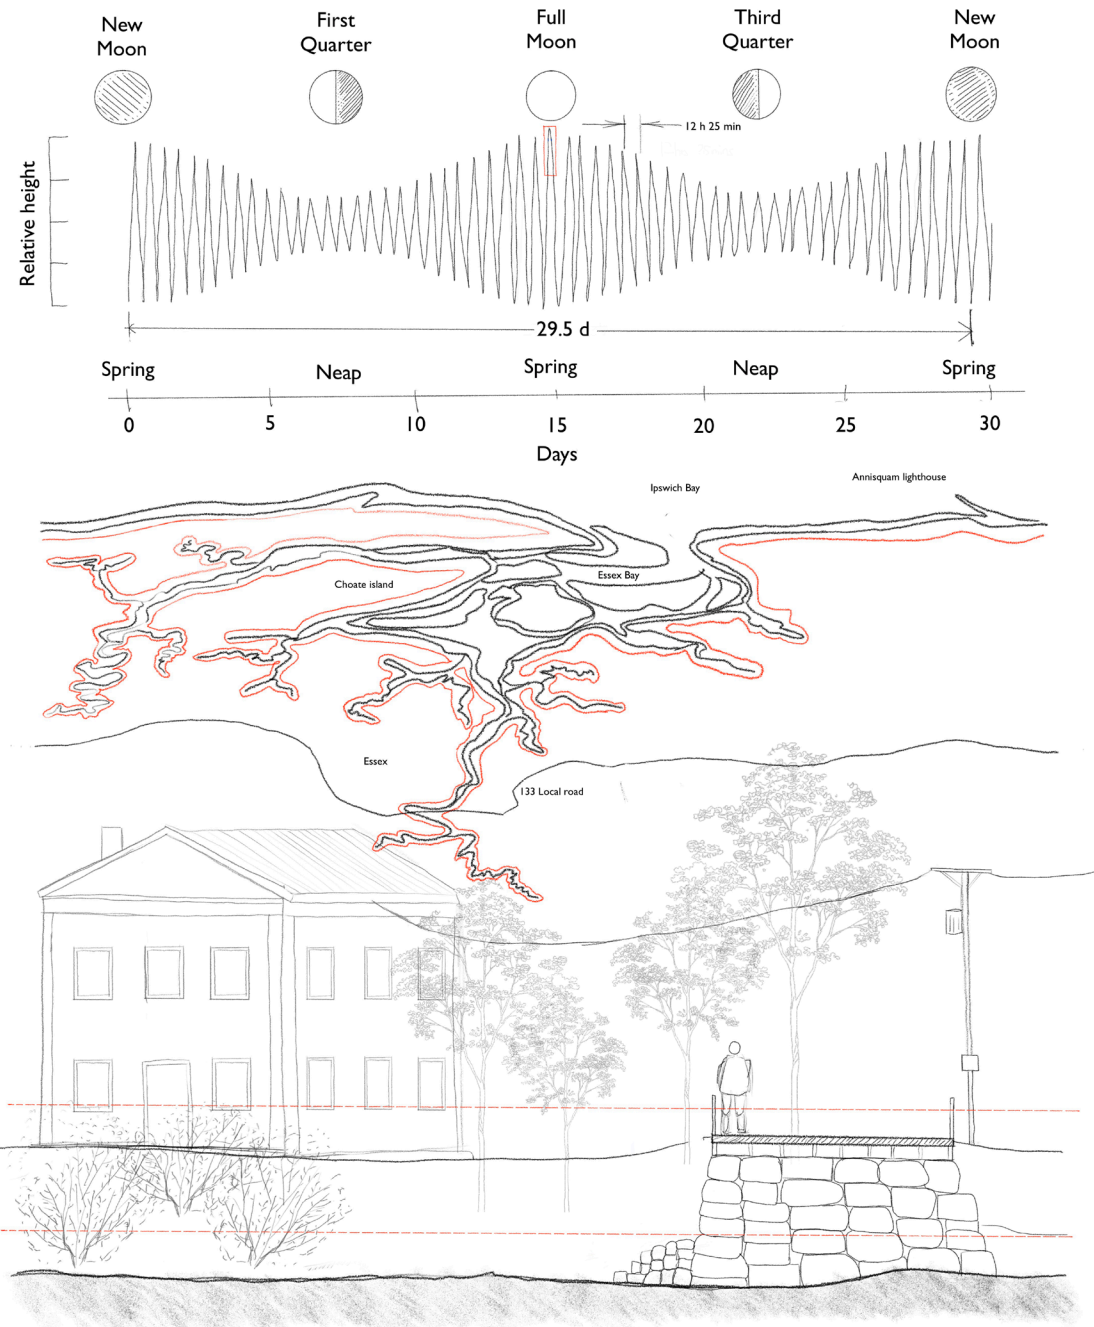 New
Moon
First
Quarter
Full
Moon
Third
Quarter
New
Moon
12 h 25 min
Relative height
29.5 d
Spring
Neap
Spring
Neap
Spring
0
5
10
15
20
25
30
Days
Ipswich Bay
Annisquam lighthouse
Essex Bay
Choate island
Essex
133 Local road